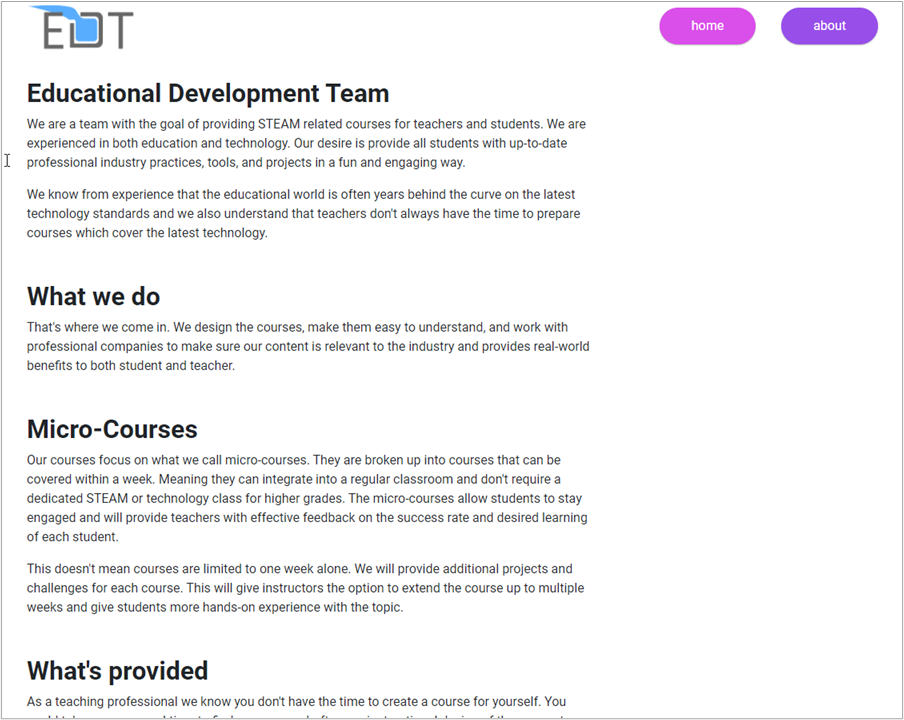 EDT
home
about
Educational Development Team
We are a team with the goal of providing STEAM related courses for teachers and students. We are
experienced in both education and technology. Our desire is provide all students with up-to-date
professional industry practices, tools, and projects in a fun and engaging way.
We know from experience that the educational world is often years behind the curve on the latest
technology standards and we also understand that teachers don't always have the time to prepare
courses which cover the latest technology.
What we do
That's where we come in. We design the courses, make them easy to understand, and work with
professional companies to make sure our content is relevant to the industry and provides real-world
benefits to both student and teacher.
Micro-Courses
Our courses focus on what we call micro-courses. They are broken up into courses that can be
covered within a week. Meaning they can integrate into a regular classroom and don't require a
dedicated STEAM or technology class for higher grades. The micro-courses allow students to stay
engaged and will provide teachers with effective feedback on the success rate and desired learning
of each student.
This doesn't mean courses are limited to one week alone. We will provide additional projects and
challenges for each course. This will give instructors the option to extend the course up to multiple
weeks and give students more hands-on experience with the topic.
What's provided
As a teaching professional we know you don't have the time to create a course for yourself. You